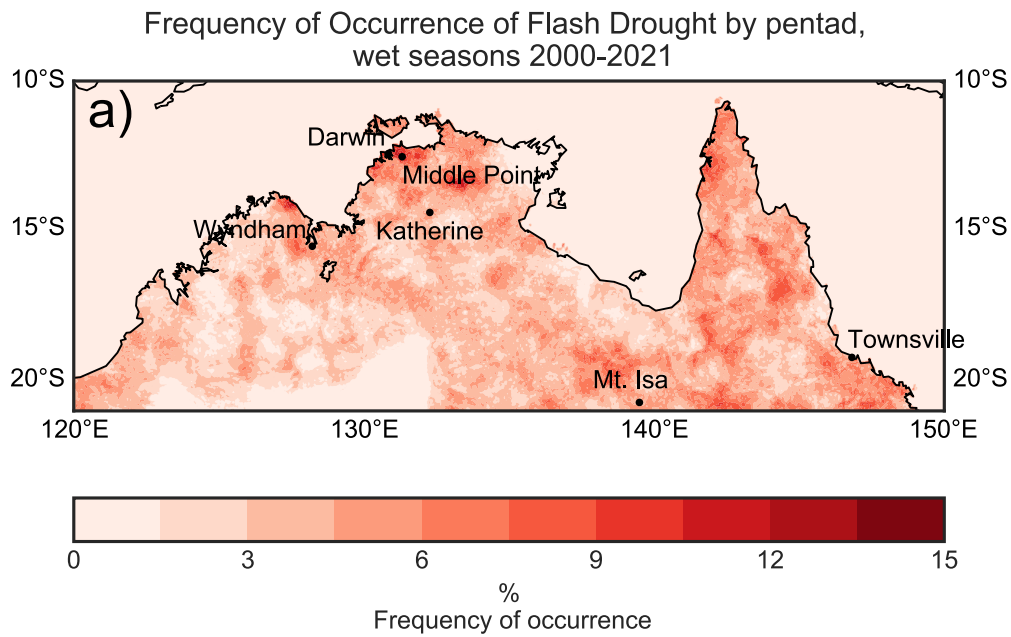 Frequency of Occurrence of Flash Drought by pentad,
wet seasons 2000-2021
10°S
10°S
a)
Darwin
Middle Point
15°S
Wyndham
Katherine
15°S
Townsville
20°S
Mt. Isa
20°S
120°E
130°E
140°E
150°E
0
3
6
9
12
15
%
Frequency of occurrence